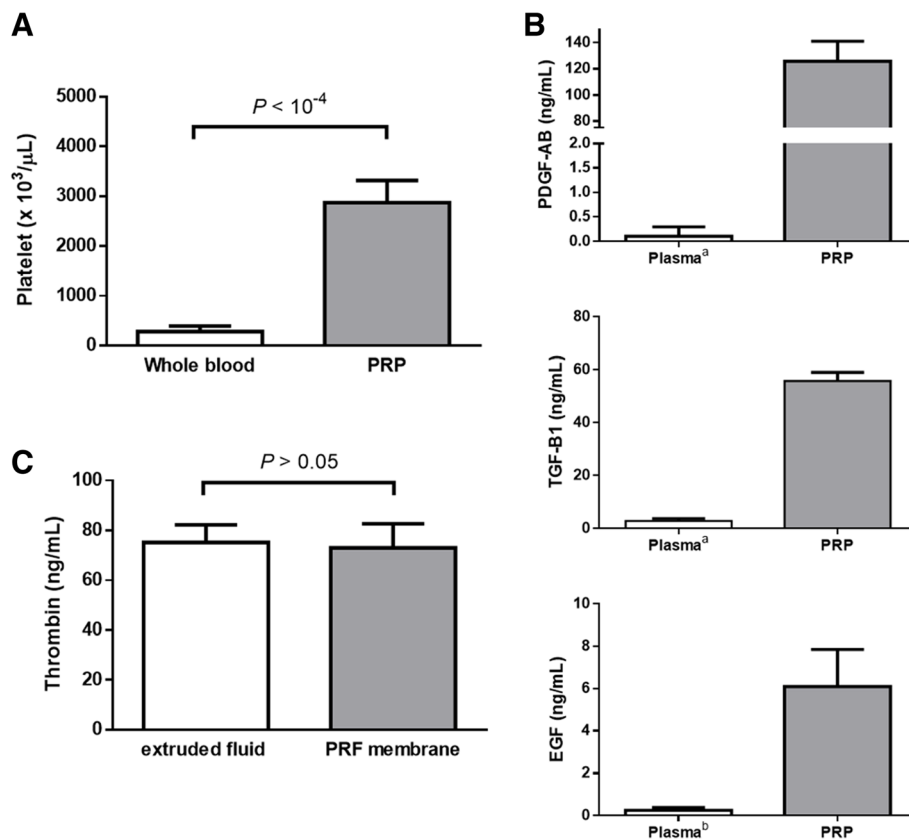 A
P < 10⁻⁴
Platelet (x 10³/µL)
5000
4000
3000
2000
1000
0
Whole blood
PRP
B
PDGF-AB (ng/mL)
140
120
100
80
2.0
1.5
1.0
0.5
0.0
Plasmaᵃ
PRP
TGF-B1 (ng/mL)
80
60
40
20
0
Plasmaᵃ
PRP
EGF (ng/mL)
10
8
6
4
2
0
Plasmaᵇ
PRP
C
P > 0.05
Thrombin (ng/mL)
100
80
60
40
20
0
extruded fluid
PRF membrane